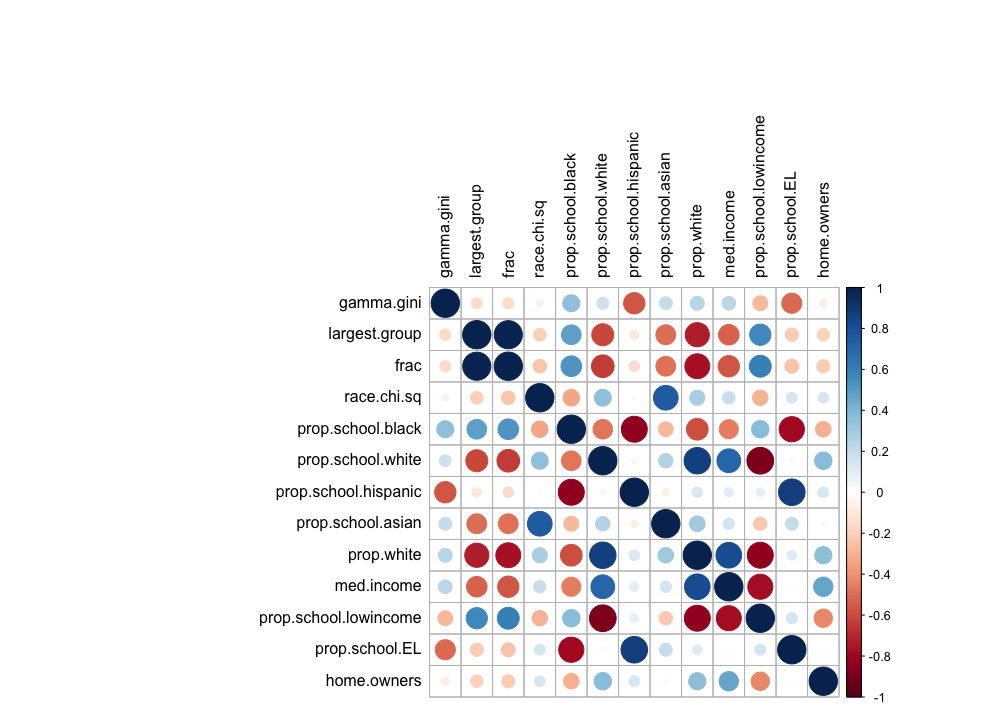 gamma.gini
largest.group
frac
race.chi.sq
prop.school.black
prop.school.white
prop.school.hispanic
prop.school.asian
prop.white
med.income
prop.school.lowincome
prop.school.EL
home.owners
gamma.gini
largest.group
frac
race.chi.sq
prop.school.black
prop.school.white
prop.school.hispanic
prop.school.asian
prop.white
med.income
prop.school.lowincome
prop.school.EL
home.owners
1
0.8
0.6
0.4
0.2
0
-0.2
-0.4
-0.6
-0.8
-1